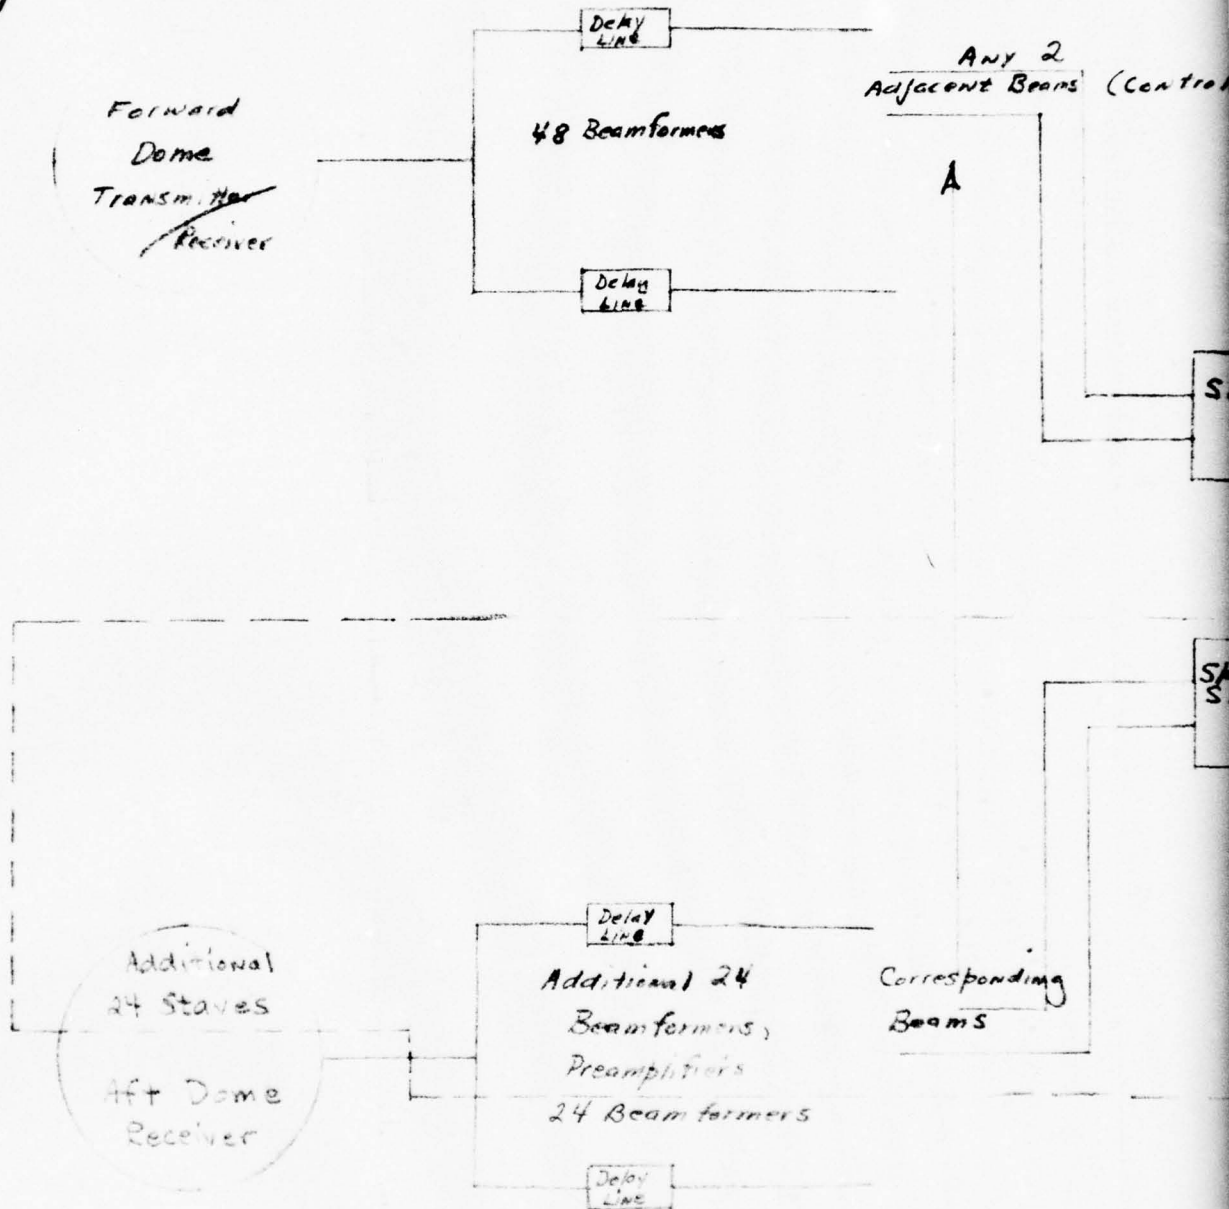 Delay
Line
Forward
Dome
Transmitter
/Receiver
48 Beamformers
Any 2
Adjacent Beams (Control
Delay
Line
S
S
Additional
24 Staves
Aft Dome
Receiver
Delay
Line
Additional 24
Beamformers,
Preamplifiers
24 Beamformers
Corresponding
Beams
Delay
Line